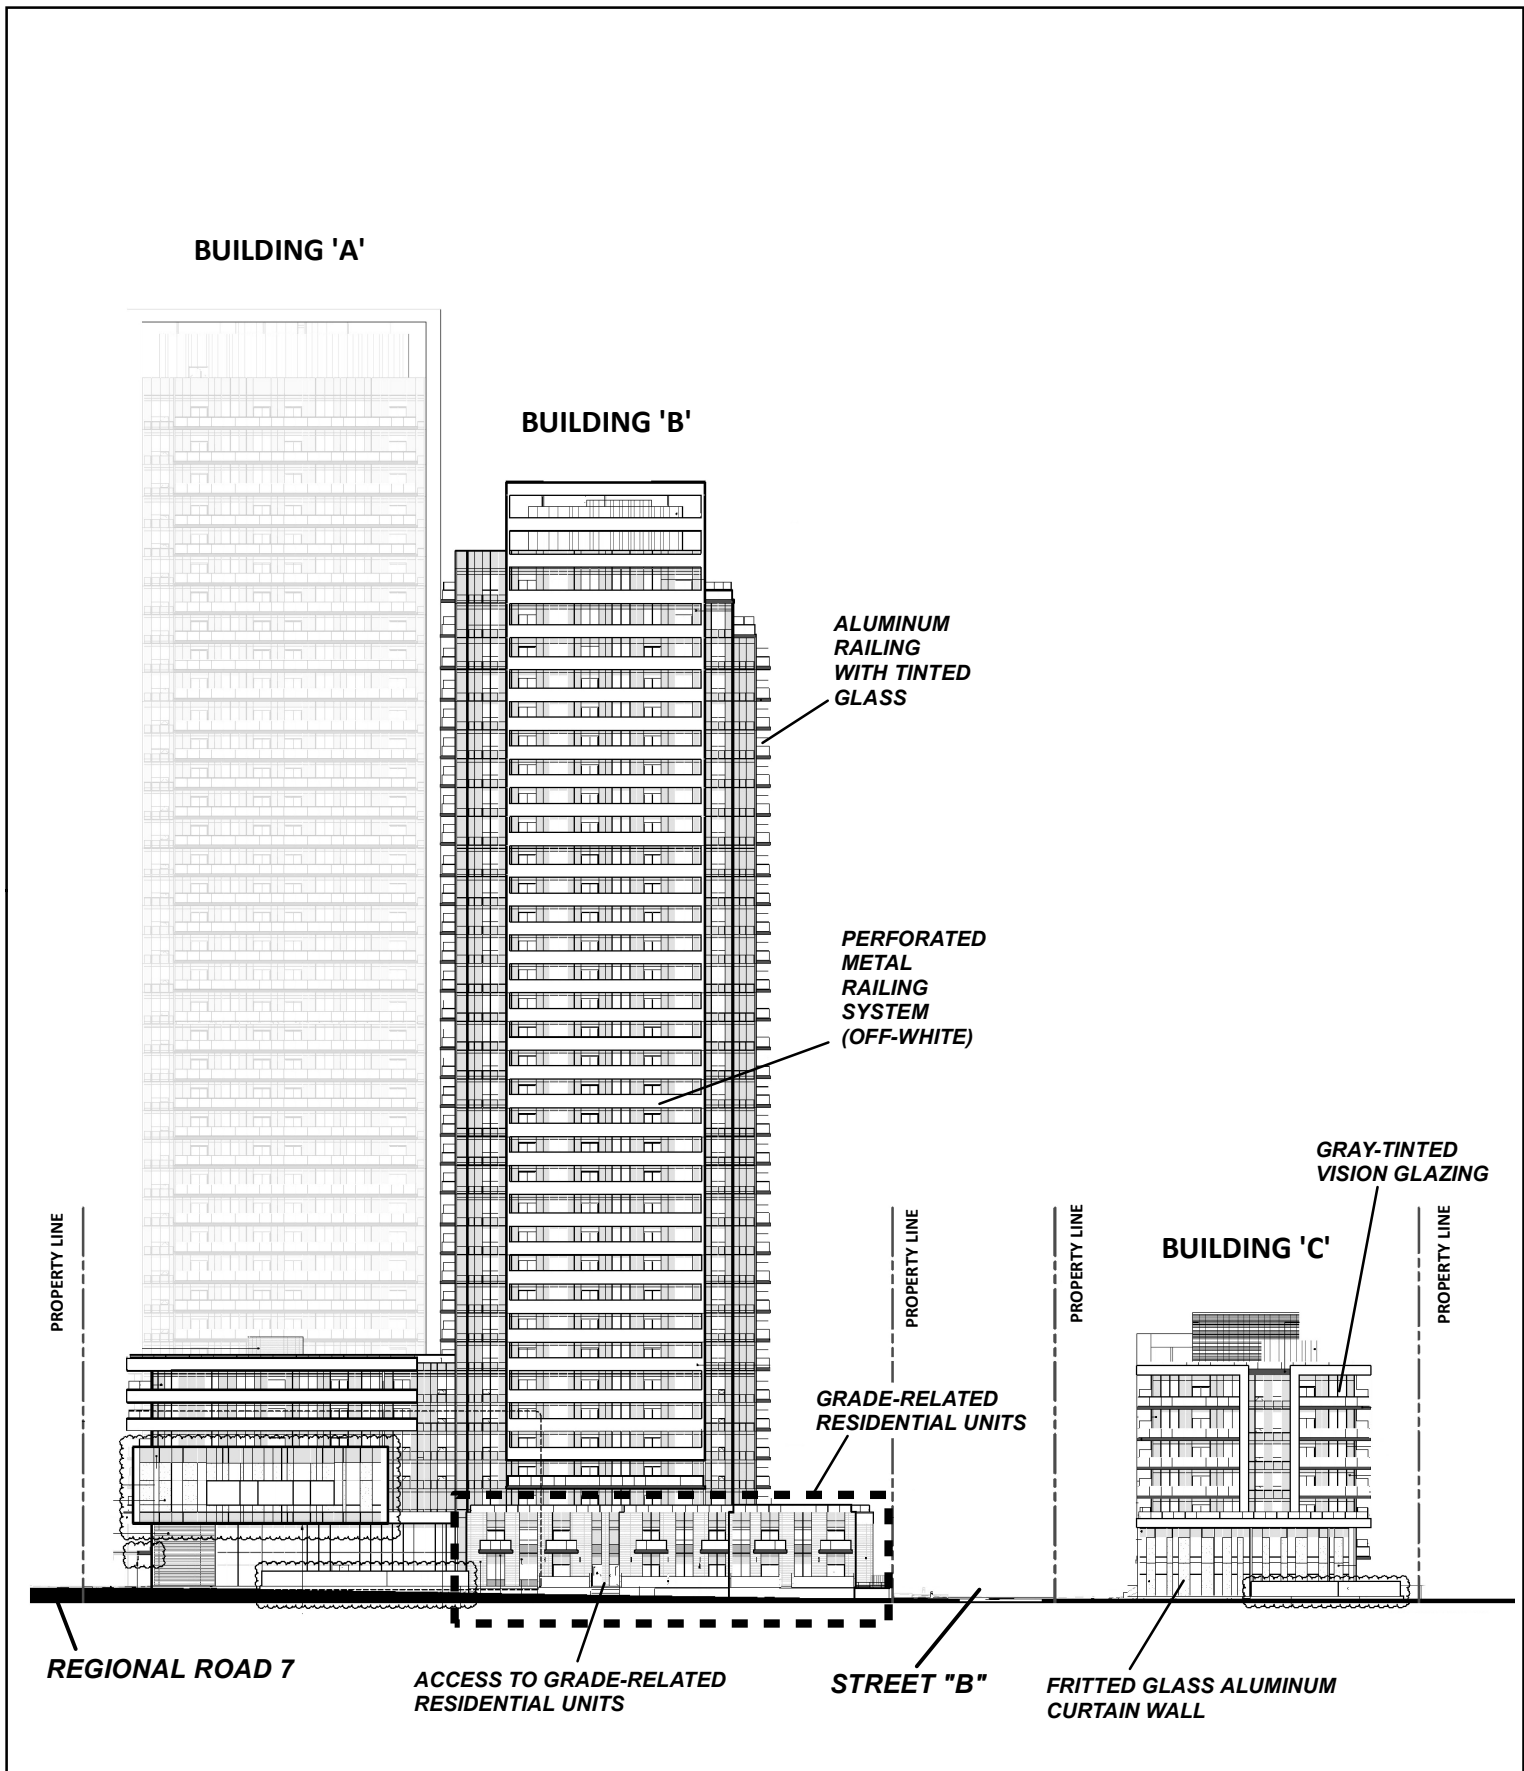 BUILDING 'A'
BUILDING 'B'
ALUMINUM
RAILING
WITH TINTED
GLASS
PERFORATED
METAL
RAILING
SYSTEM
(OFF-WHITE)
GRAY-TINTED
VISION GLAZING
PROPERTY LINE
PROPERTY LINE
PROPERTY LINE
BUILDING 'C'
PROPERTY LINE
GRADE-RELATED
RESIDENTIAL UNITS
REGIONAL ROAD 7
ACCESS TO GRADE-RELATED
RESIDENTIAL UNITS
STREET "B"
FRITTED GLASS ALUMINUM
CURTAIN WALL